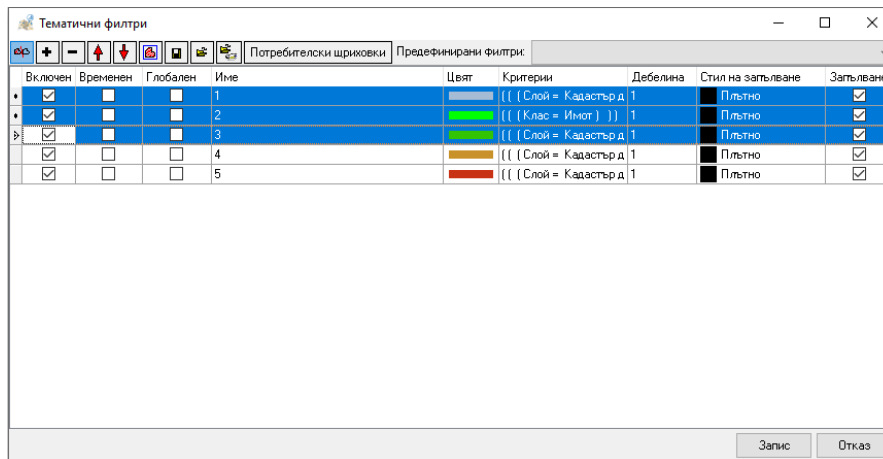 Тематични филтри
Потребителски щриховки Предефинирани филтри:
Включен Временен Глобален Име Цвят Критерии Дебелина Стил на запълване Запълване
1 ( ( ( Слой = Кадастър д 1 Плътно
2 ( ( ( Клас = Имот ) ) ) 1 Плътно
3 ( ( ( Слой = Кадастър д 1 Плътно
4 ( ( ( Слой = Кадастър д 1 Плътно
5 ( ( ( Слой = Кадастър д 1 Плътно
Запис Отказ